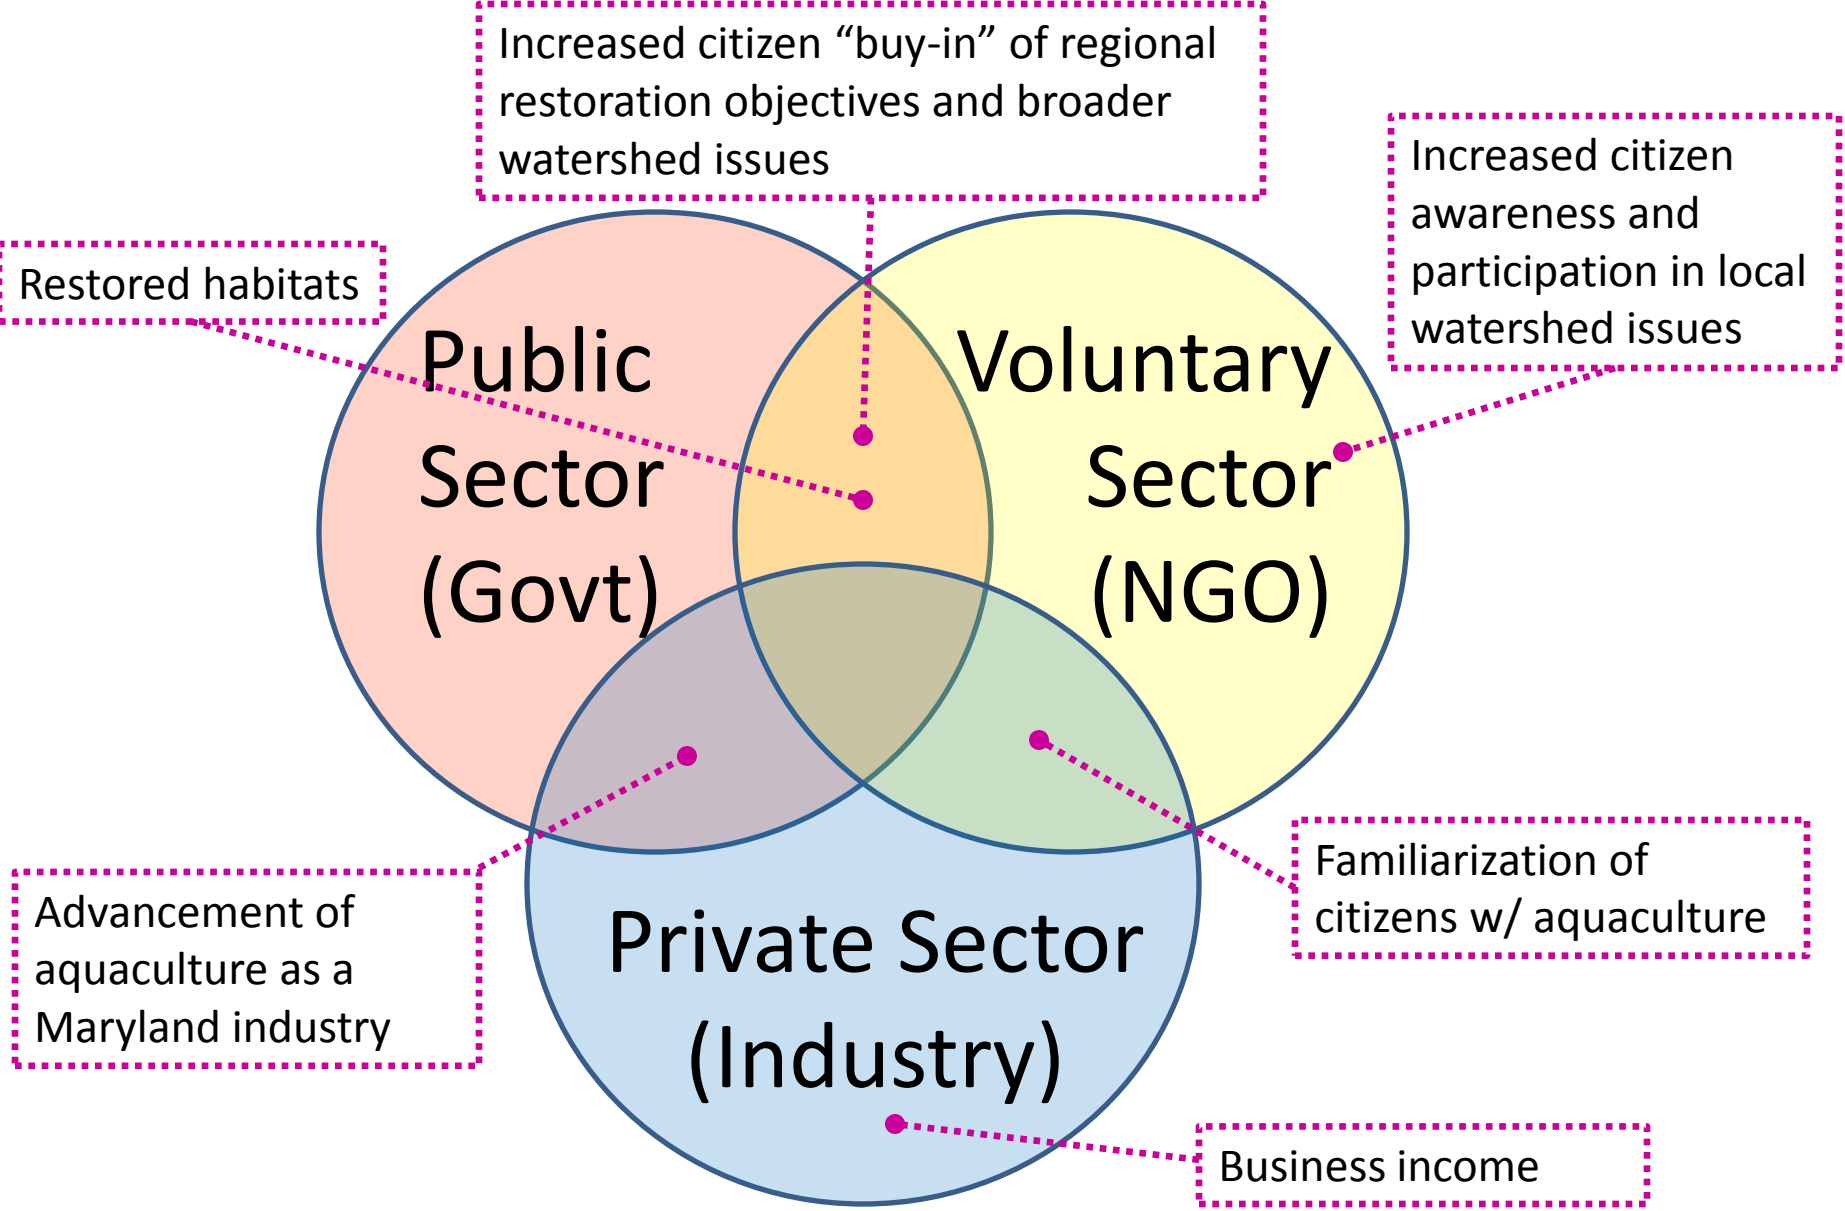 Increased citizen “buy-in” of regional
restoration objectives and broader
watershed issues
Increased citizen
awareness and
participation in local
watershed issues
Restored habitats
Public
Sector
(Govt)
Voluntary
Sector
(NGO)
Advancement of
aquaculture as a
Maryland industry
Familiarization of
citizens w/ aquaculture
Private Sector
(Industry)
Business income